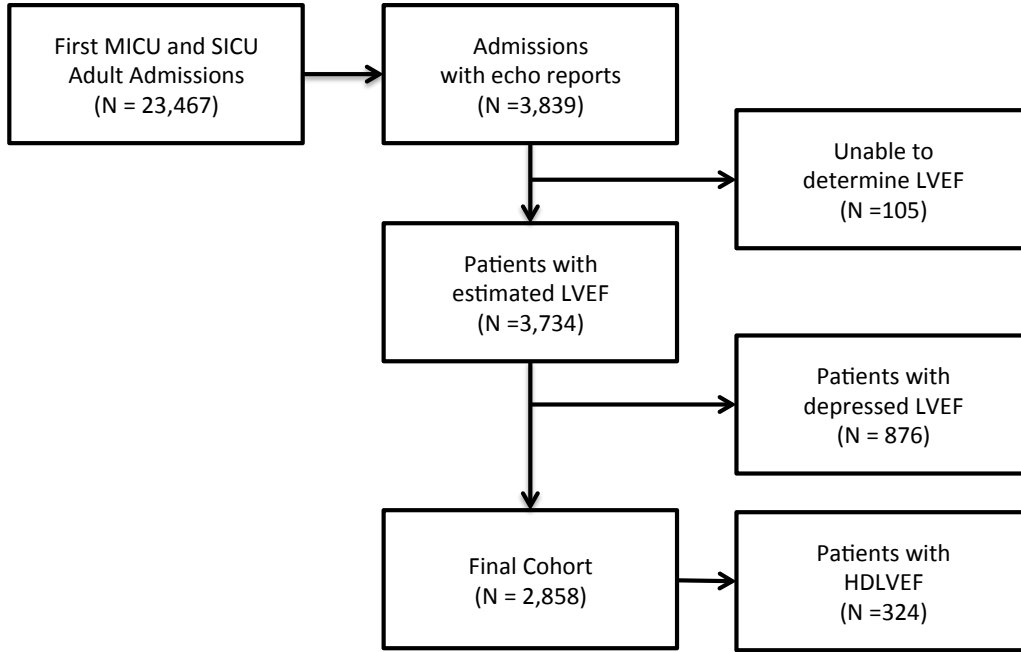 First MICU and SICU
Adult Admissions
(N = 23,467)
Admissions
with echo reports
(N =3,839)
Unable to
determine LVEF
(N =105)
Patients with
estimated LVEF
(N =3,734)
Patients with
depressed LVEF
(N = 876)
Final Cohort
(N = 2,858)
Patients with
HDLVEF
(N =324)